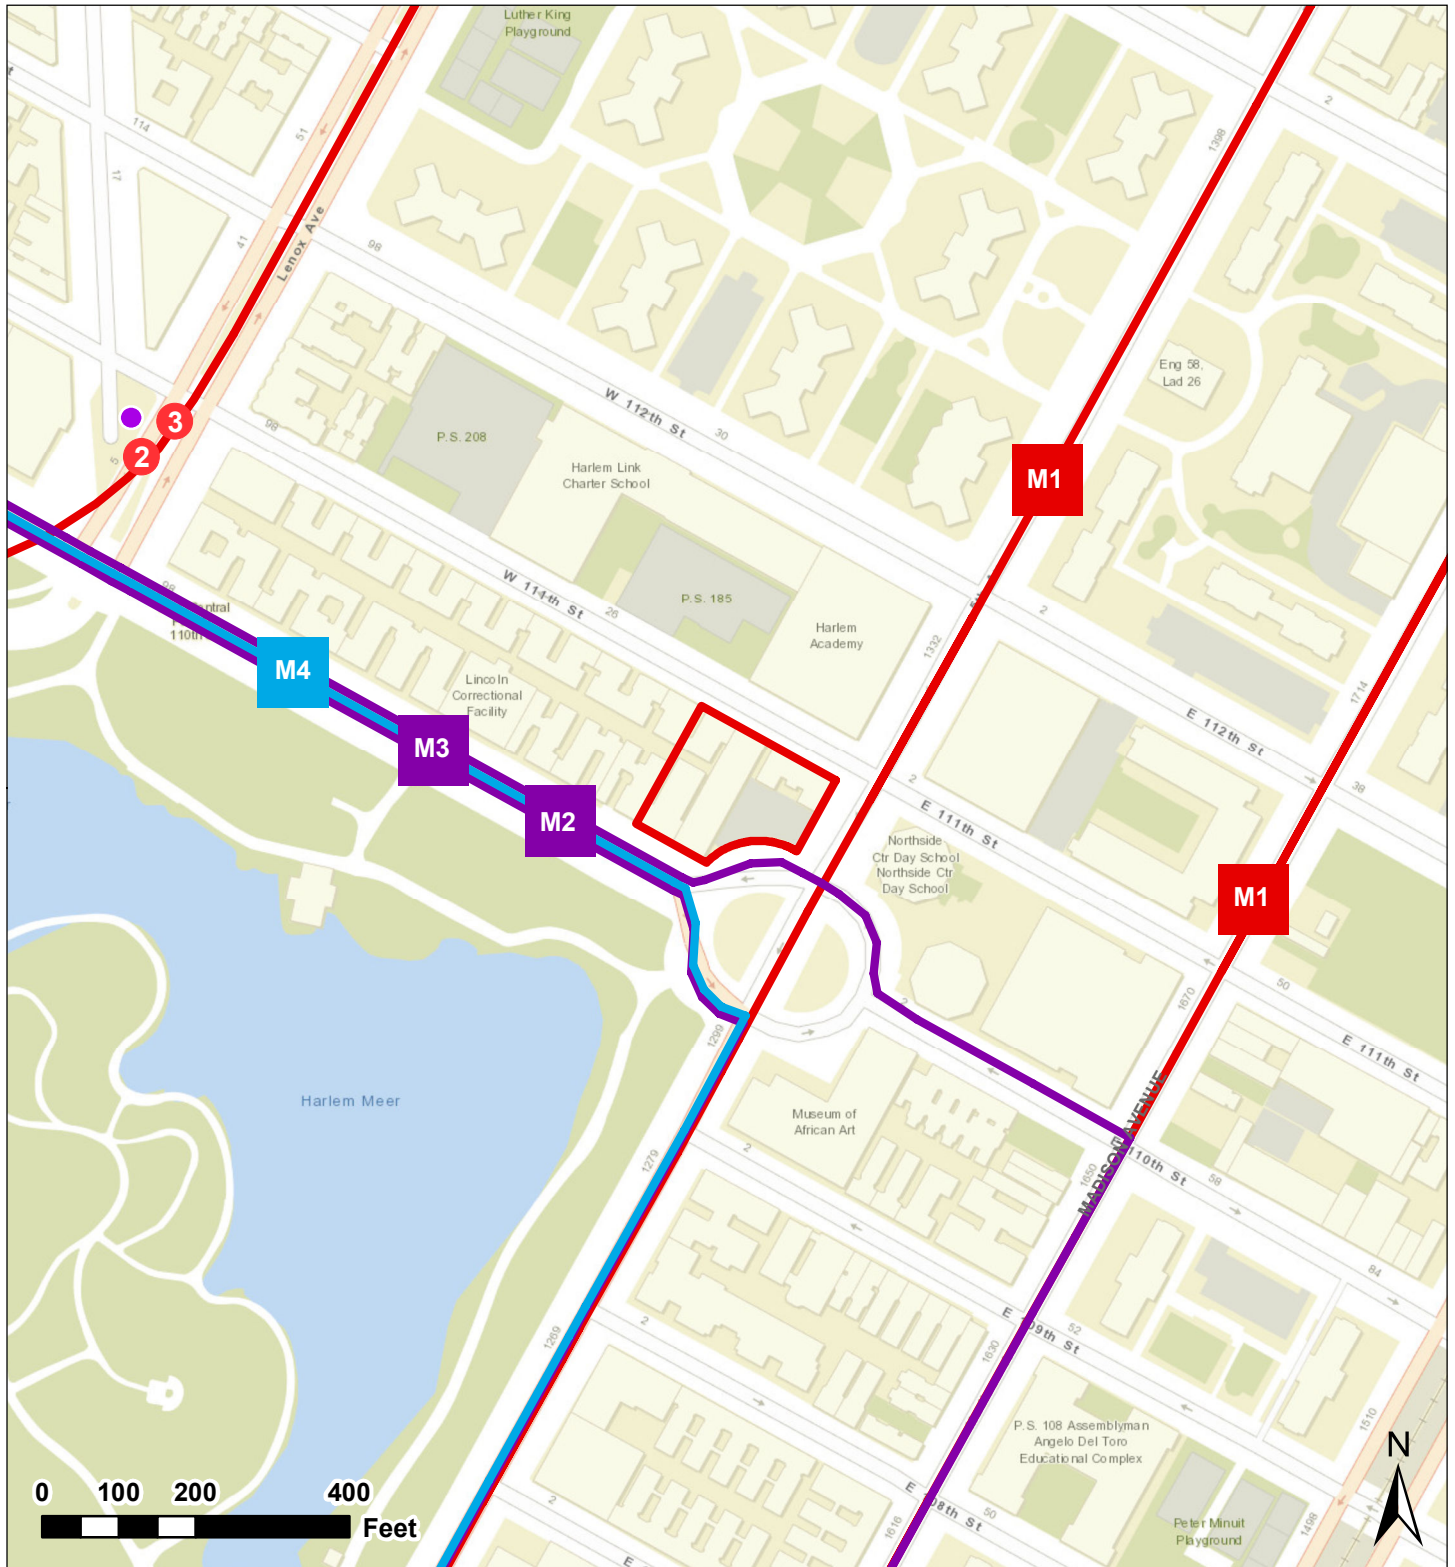 Luther King
Playground
2
114
51
17
1398
Lenox Ave
41
98
Eng 58,
Lad 26
3
2
5
98
W 112th St
30
P.S. 208
Harlem Link
Charter School
M1
W 111th St
26
P.S. 185
Harlem
Academy
1332
2
98
110th
M4
Lincoln
Correctional
Facility
M3
M2
1714
E 112th St
38
2
E 111th St
Northside
Ctr Day School
Northside Ctr
Day School
M1
50
1670
E 111th St
2
1299
Harlem Meer
Museum of
African Art
MADISON AVENUE
110th St
58
1650
2
1279
84
E 109th St
52
1630
2
1269
1510
P.S. 108 Assemblyman
Angelo Del Toro
Educational Complex
N
E 108th St
50
1616
2
Peter Minuit
Playground
1498
E
0 100 200 400
Feet